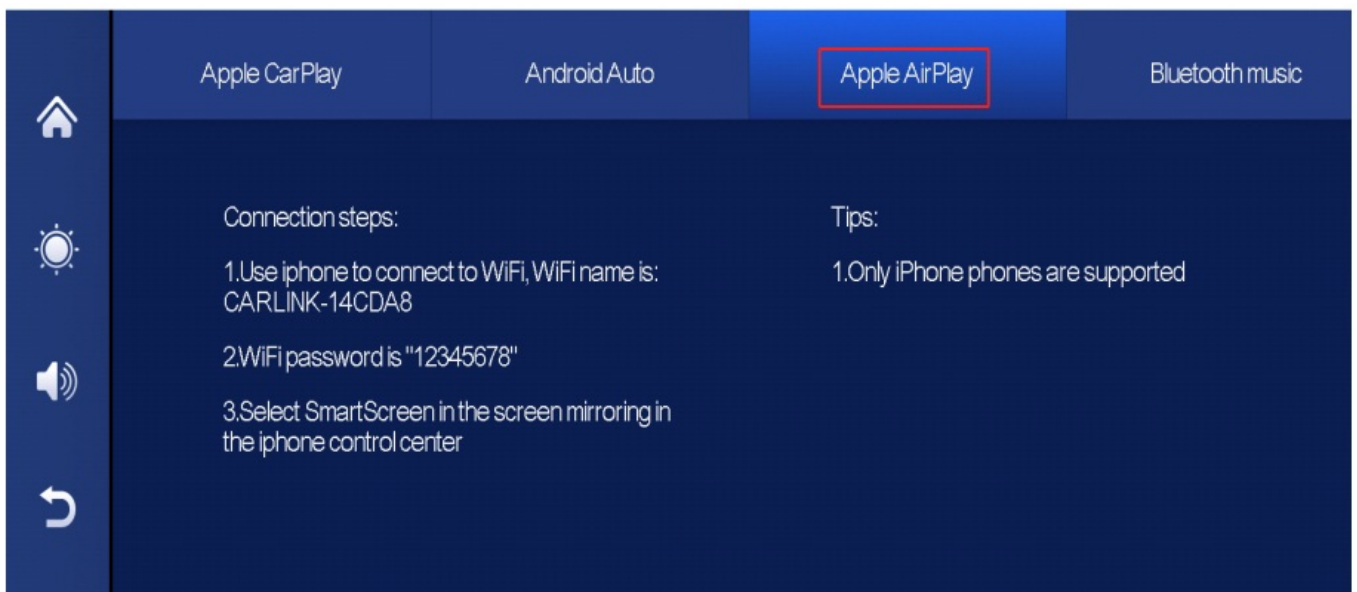 Apple CarPlay
Android Auto
Apple AirPlay
Bluetooth music
Connection steps:
1.Use iphone to connect to WiFi, WiFi name is:
CARLINK-14CDA8
2.WiFi password is "12345678"
3.Select SmartScreen in the screen mirroring in
the iphone control center
Tips:
1.Only iPhone phones are supported